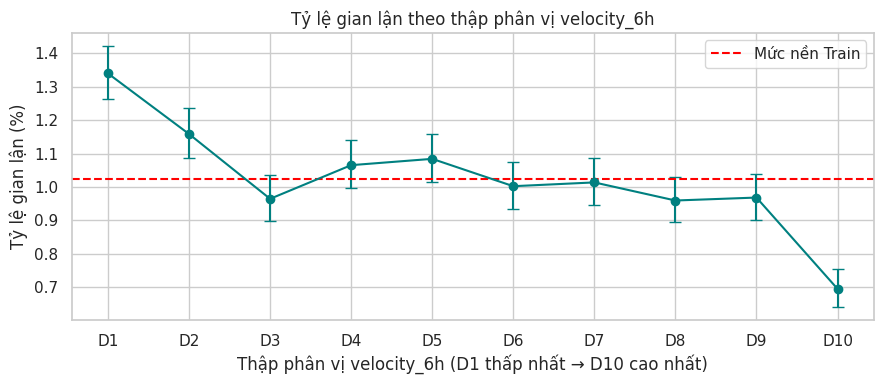 Tỷ lệ gian lận theo thập phân vị velocity_6h
Mức nền Train
Tỷ lệ gian lận (%)
1.4
1.3
1.2
1.1
1.0
0.9
0.8
0.7
D1 D2 D3 D4 D5 D6 D7 D8 D9 D10
Thập phân vị velocity_6h (D1 thấp nhất → D10 cao nhất)